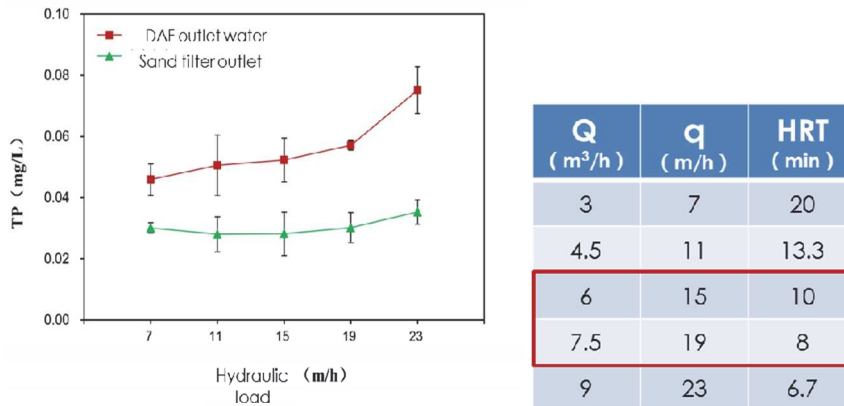 0.10
0.08
0.06
0.04
0.02
0.00
TP (mg/L)
DAF outlet water
Sand filter outlet
7 11 15 19 23
Hydraulic (m/h)
load
Q q HRT
(m³/h) (m/h) (min)
3 7 20
4.5 11 13.3
6 15 10
7.5 19 8
9 23 6.7